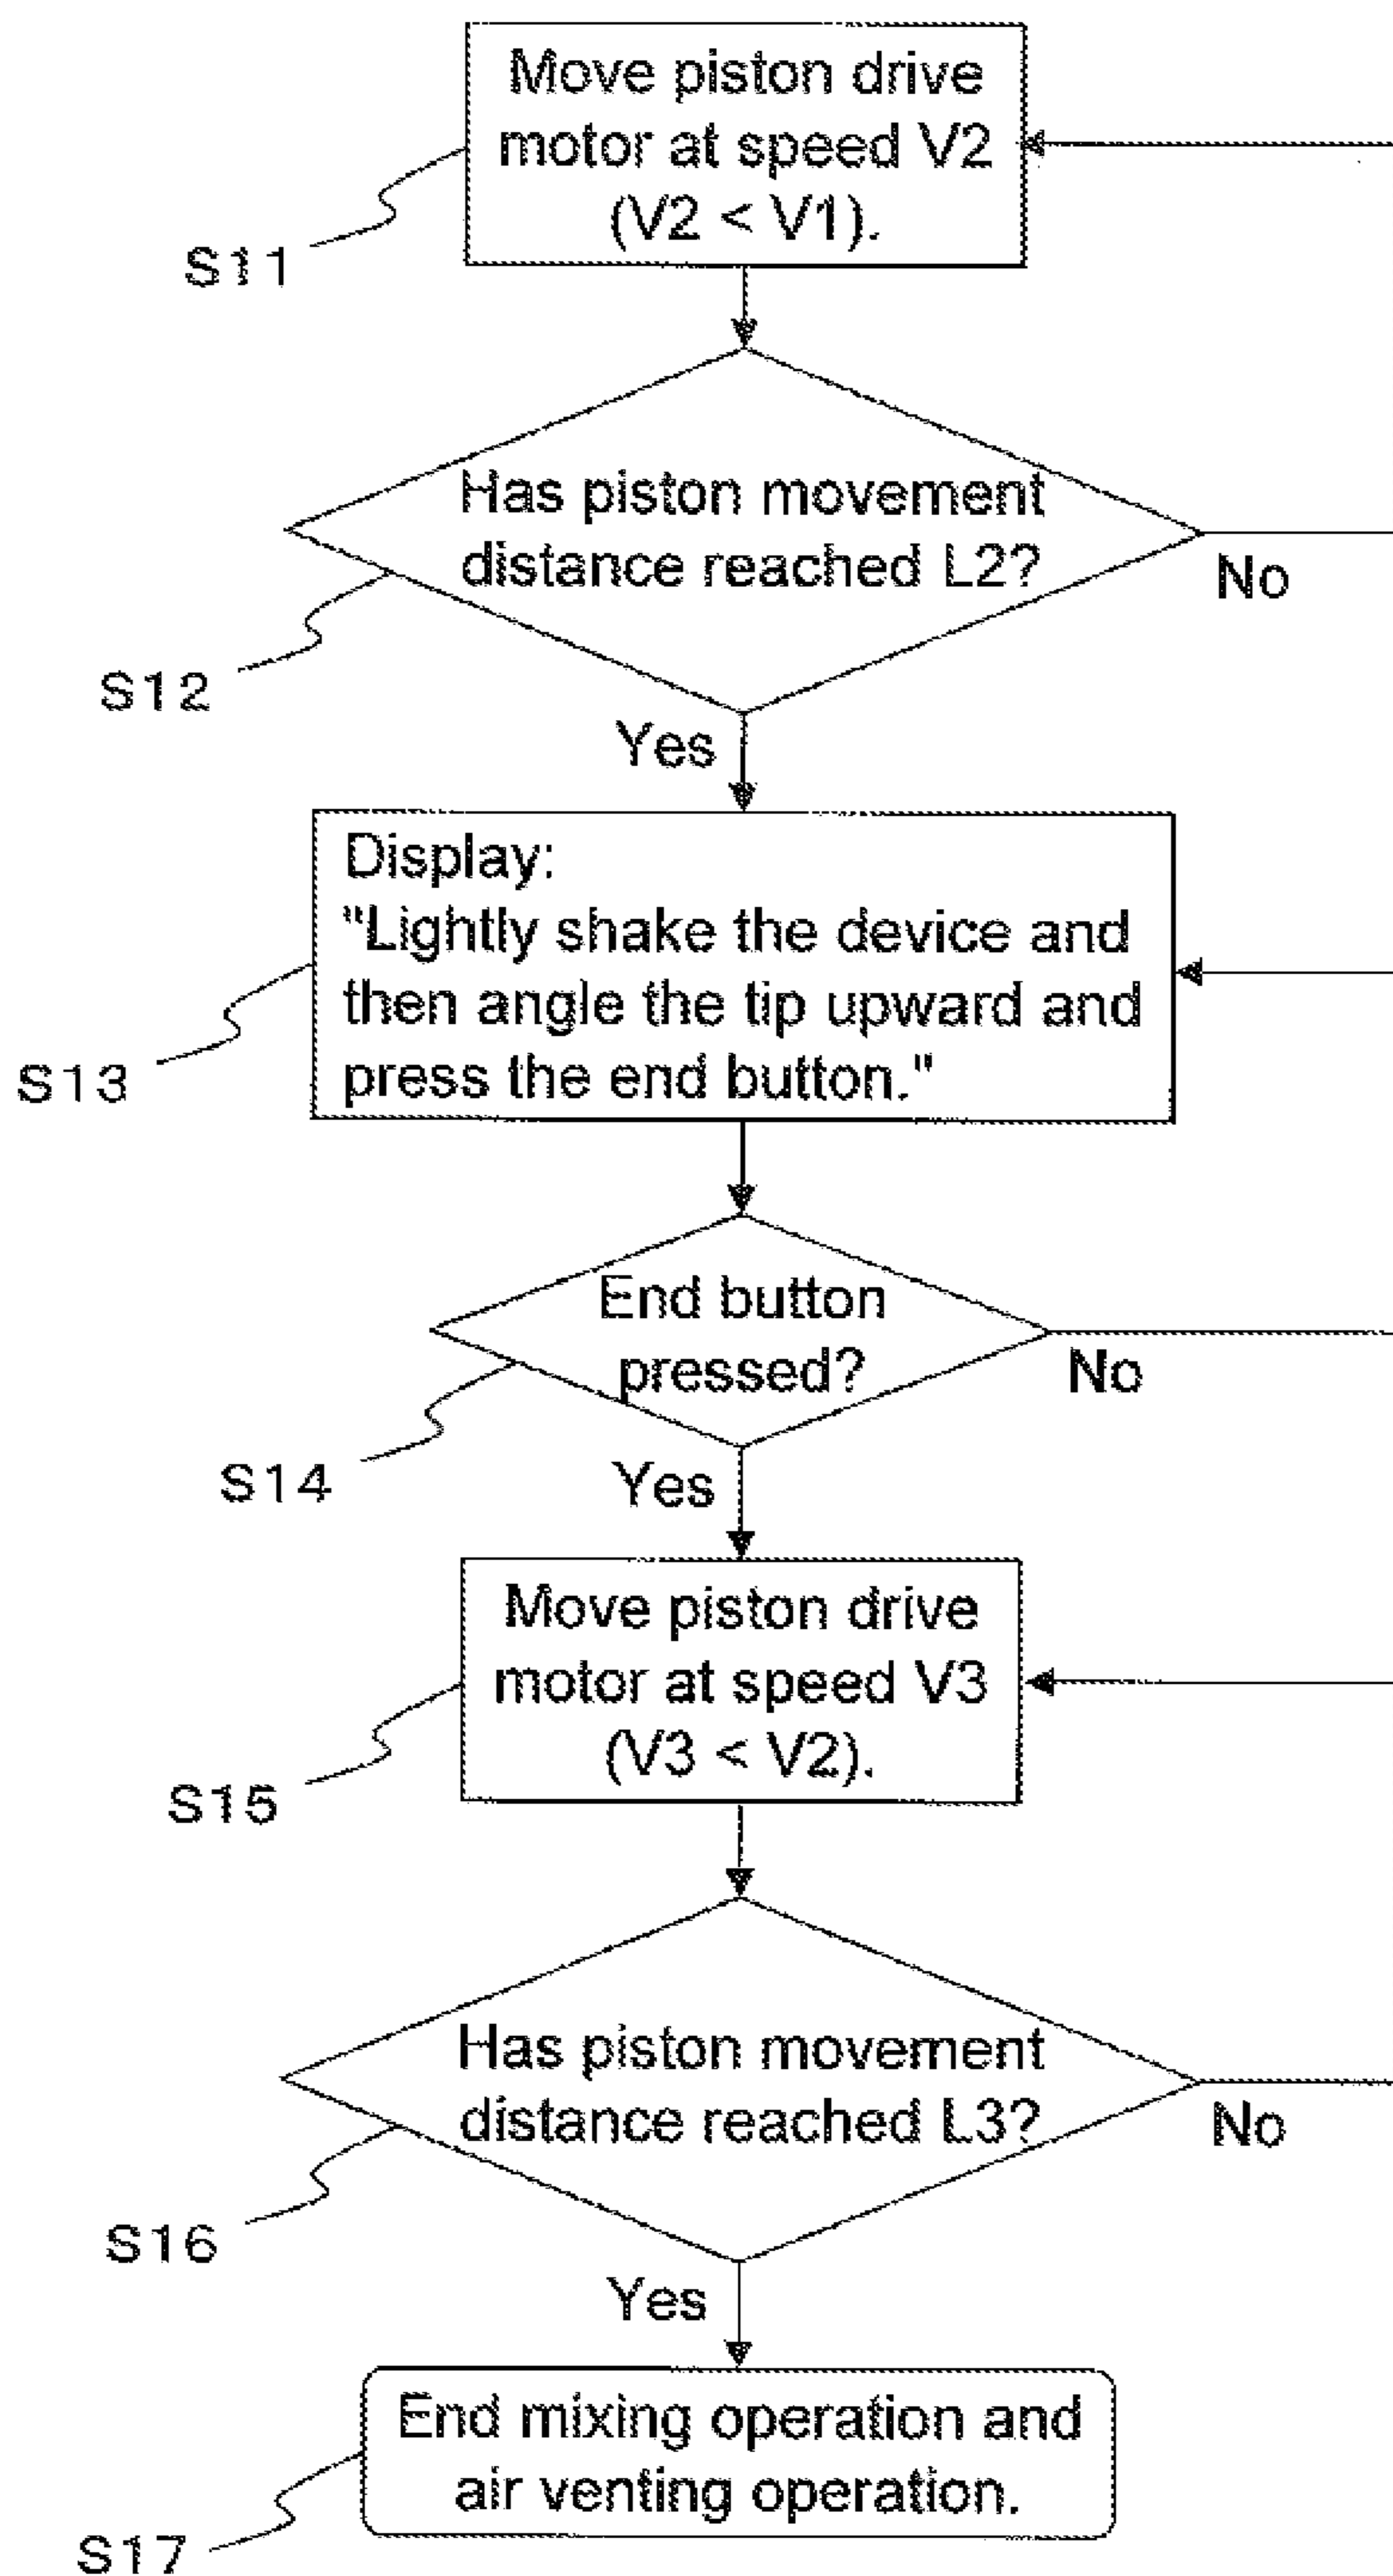 Move piston drive
motor at speed V2
(V2 < V1).
S11
Has piston movement
distance reached L2?
No
S12
Yes
Display:
"Lightly shake the device and
then angle the tip upward and
press the end button."
S13
End button
pressed?
No
S14
Yes
Move piston drive
motor at speed V3
(V3 < V2).
S15
Has piston movement
distance reached L3?
No
S16
Yes
End mixing operation and
air venting operation.
S17